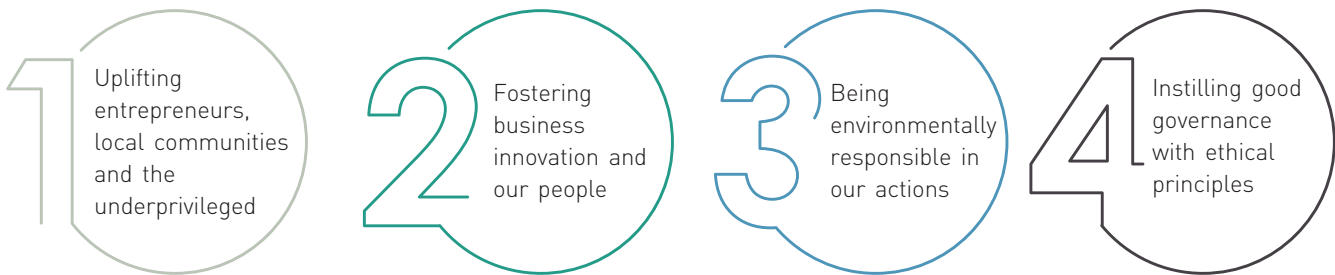 1
Uplifting
entrepreneurs,
local communities
and the
underprivileged
2
Fostering
business
innovation and
our people
3
Being
environmentally
responsible in
our actions
4
Instilling good
governance
with ethical
principles